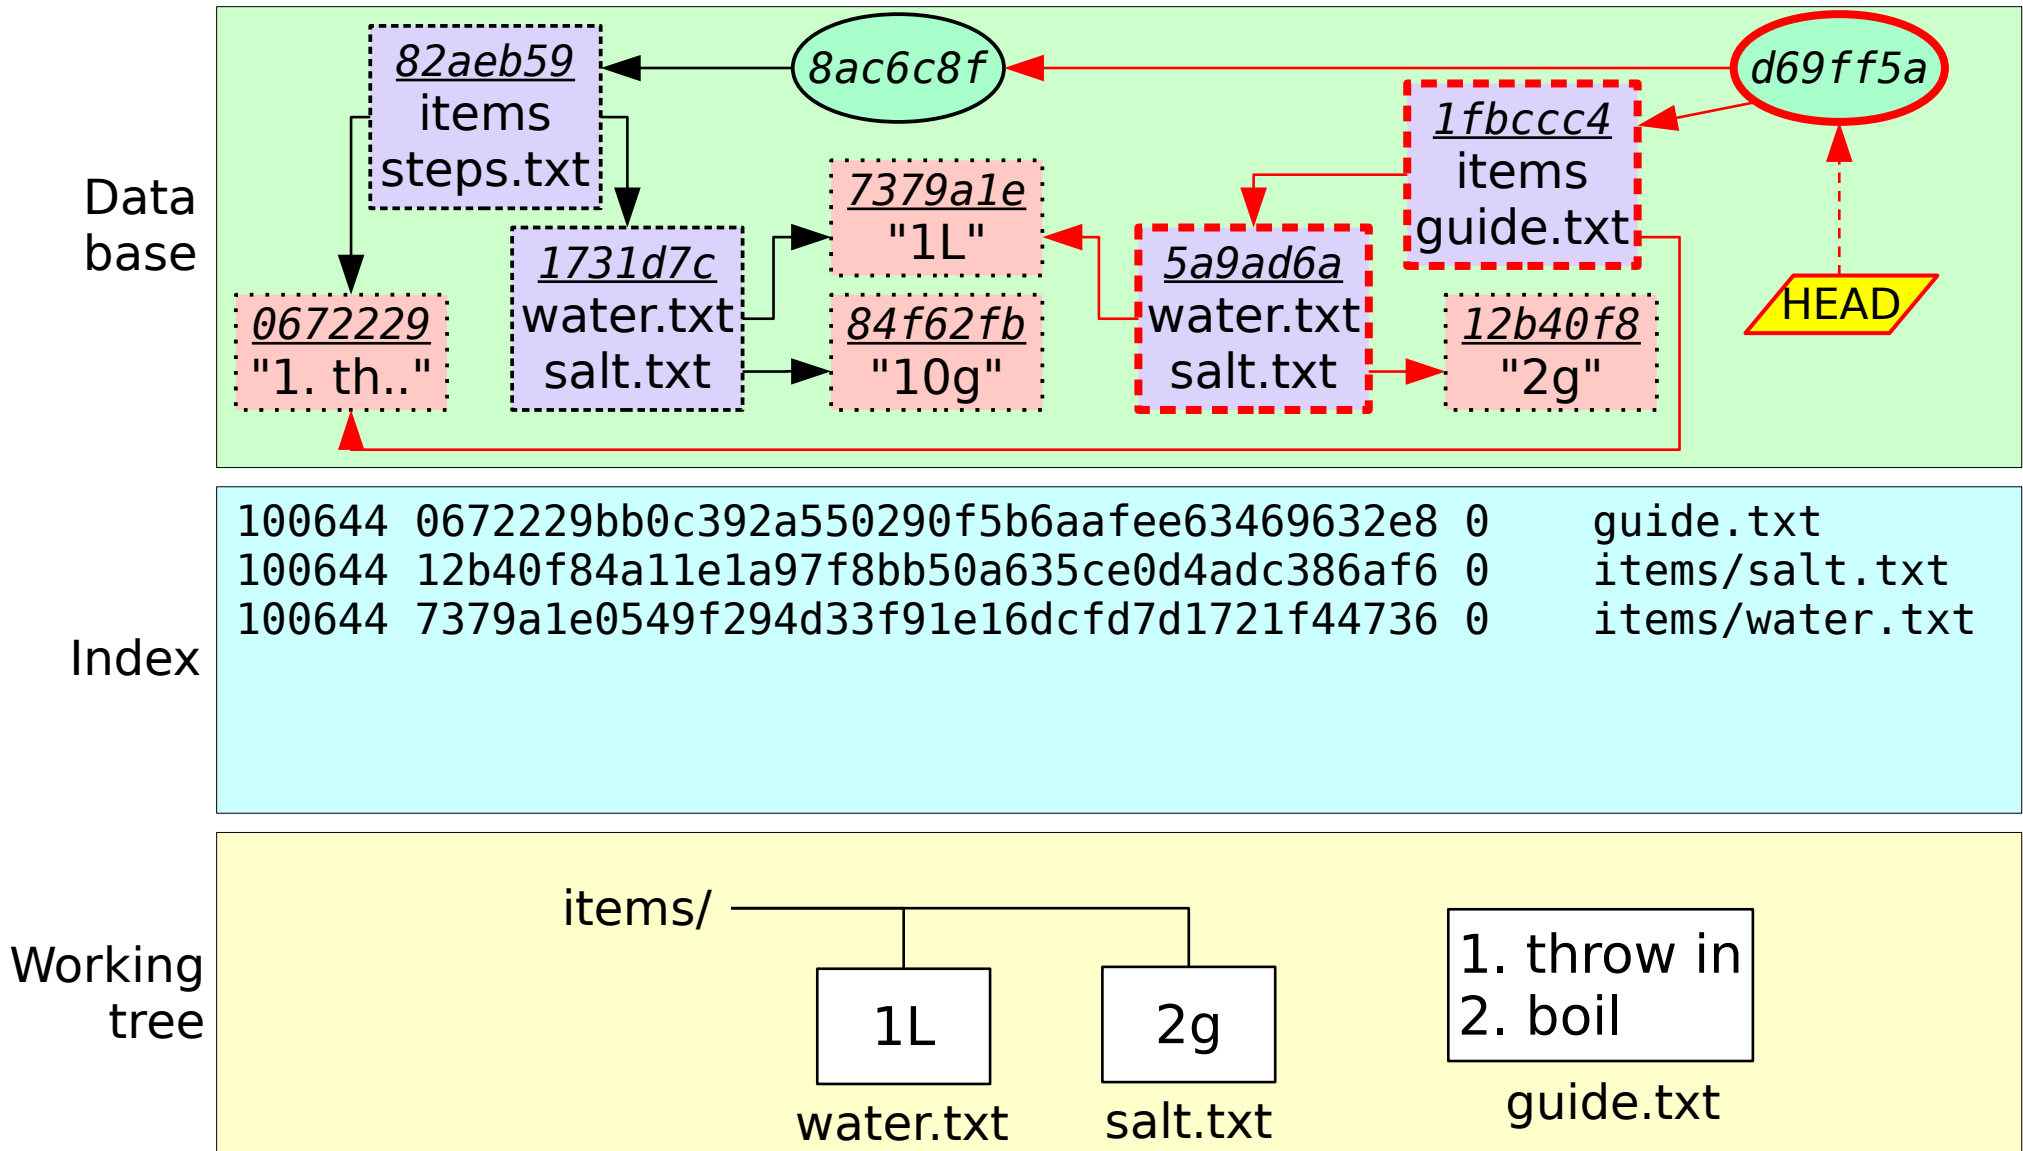 Data
base
82aeb59
items
steps.txt
8ac6c8f
d69ff5a
1fbccc4
items
guide.txt
7379a1e
"1L"
1731d7c
water.txt
salt.txt
5a9ad6a
water.txt
salt.txt
HEAD
0672229
"1. th.."
84f62fb
"10g"
12b40f8
"2g"
Index
100644 0672229bb0c392a550290f5b6aafee63469632e8 0 guide.txt
100644 12b40f84a11e1a97f8bb50a635ce0d4adc386af6 0 items/salt.txt
100644 7379a1e0549f294d33f91e16dcfd7d1721f44736 0 items/water.txt
Working
tree
items/
1L
water.txt
2g
salt.txt
1. throw in
2. boil
guide.txt